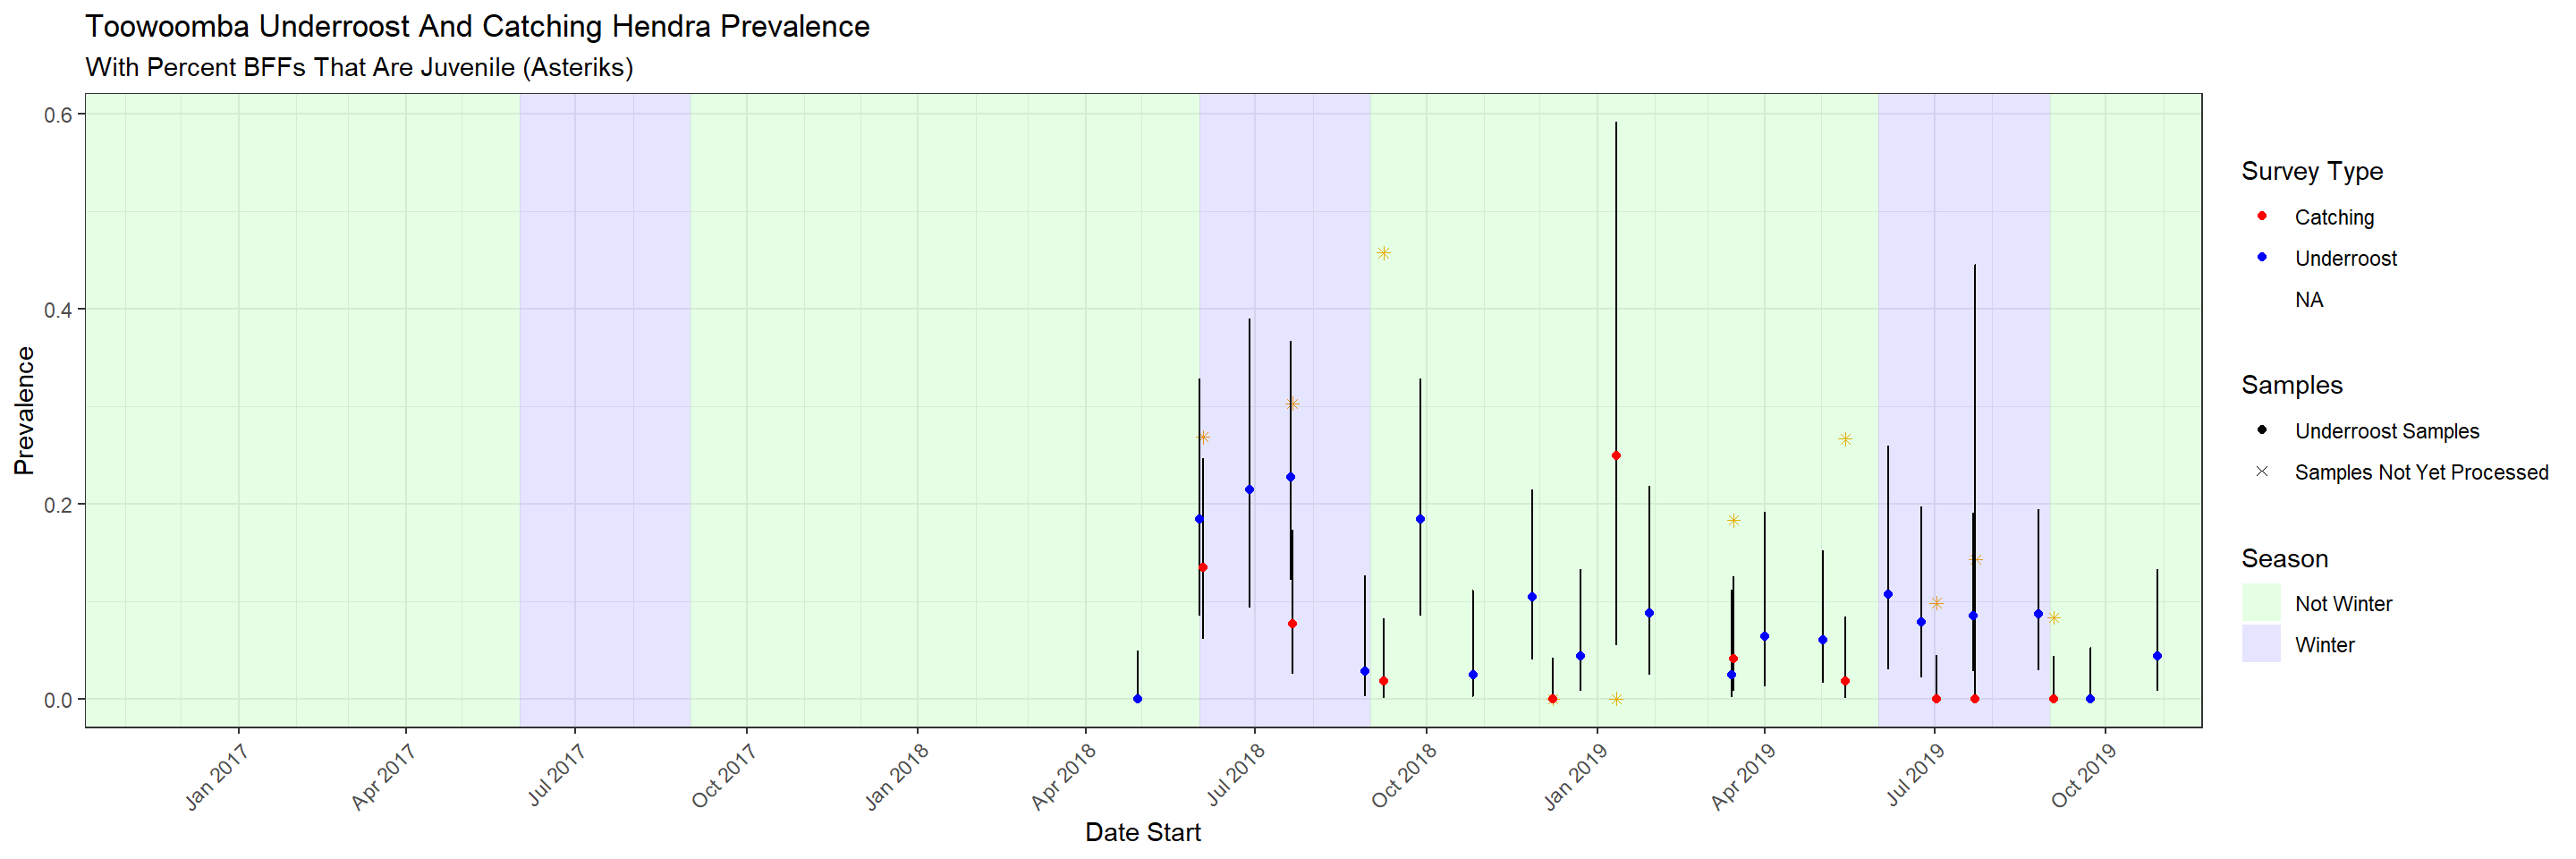 Toowoomba Underroost And Catching Hendra Prevalence
With Percent BFFs That Are Juvenile (Asteriks)
Prevalence
0.6
0.4
0.2
0.0
Jan 2017
Apr 2017
Jul 2017
Oct 2017
Jan 2018
Apr 2018
Jul 2018
Oct 2018
Jan 2019
Apr 2019
Jul 2019
Oct 2019
Date Start
Survey Type
Catching
Underroost
NA
Samples
Underroost Samples
Samples Not Yet Processed
Season
Not Winter
Winter